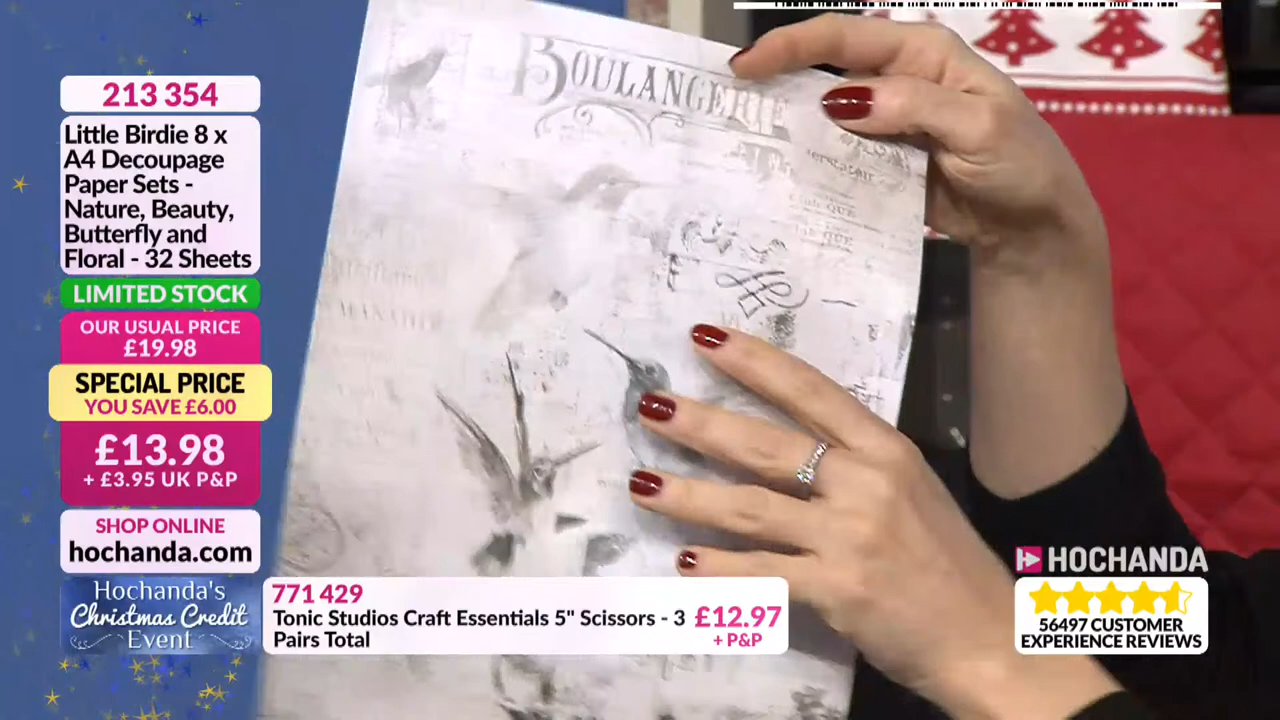 213 354
Little Birdie 8 x
A4 Decoupage
Paper Sets -
Nature, Beauty,
Butterfly and
Floral - 32 Sheets
LIMITED STOCK
OUR USUAL PRICE
£19.98
SPECIAL PRICE
YOU SAVE £6.00
£13.98
+ £3.95 UK P&P
SHOP ONLINE
hochanda.com
Hochanda's
Christmas Credit
Event
771 429
Tonic Studios Craft Essentials 5" Scissors - 3
Pairs Total
£12.97
+ P&P
BOULANGERIE
QUE
QUE
HOCHANDA
56497 CUSTOMER
EXPERIENCE REVIEWS